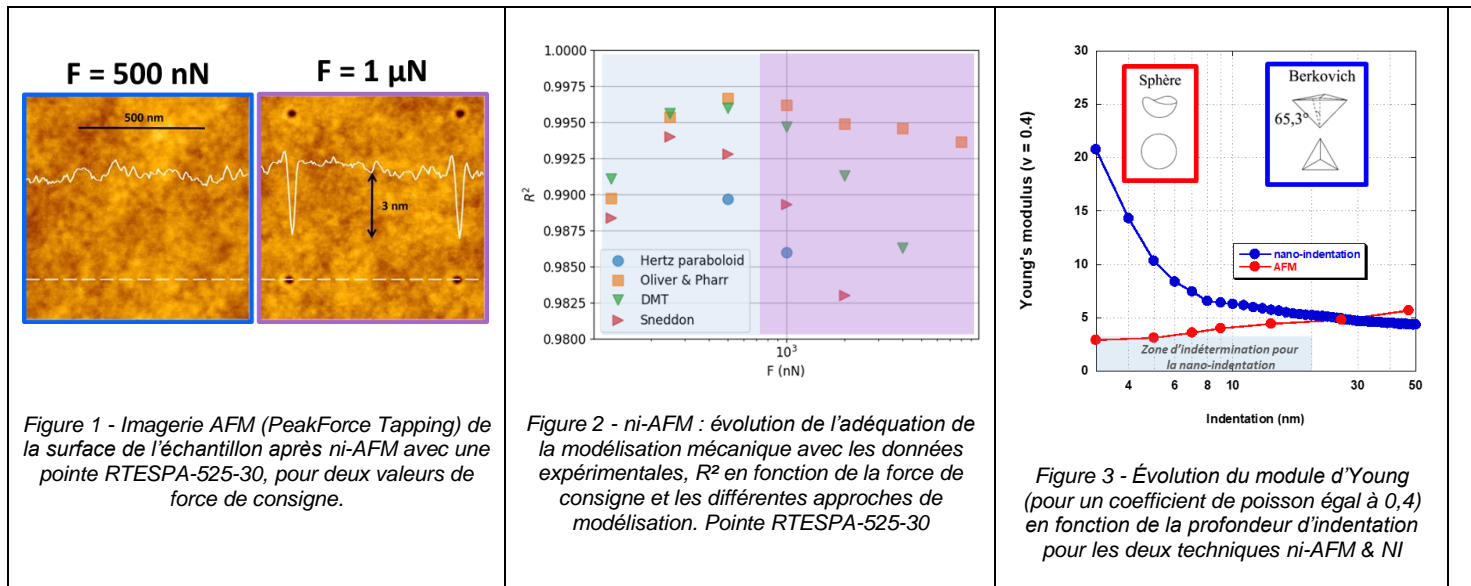 F = 500 nN
F = 1 µN
500 nm
3 nm
Figure 1 - Imagerie AFM (PeakForce Tapping) de
la surface de l'échantillon après ni-AFM avec une
pointe RTESPA-525-30, pour deux valeurs de
force de consigne.
1.0000
0.9975
0.9950
0.9925
0.9900
0.9875
0.9850
0.9825
0.9800
R²
Hertz paraboloid
Oliver & Pharr
DMT
Sneddon
10³
F (nN)
Figure 2 - ni-AFM : évolution de l'adéquation de
la modélisation mécanique avec les données
expérimentales, R² en fonction de la force de
consigne et les différentes approches de
modélisation. Pointe RTESPA-525-30
30
25
20
15
10
5
0
Young's modulus (v = 0.4)
Sphère
Berkovich
65,3°
nano-indentation
AFM
Zone d'indétermination pour
la nano-indentation
4 6 8 10 30 50
Indentation (nm)
Figure 3 - Évolution du module d'Young
(pour un coefficient de poisson égal à 0,4)
en fonction de la profondeur d'indentation
pour les deux techniques ni-AFM & NI